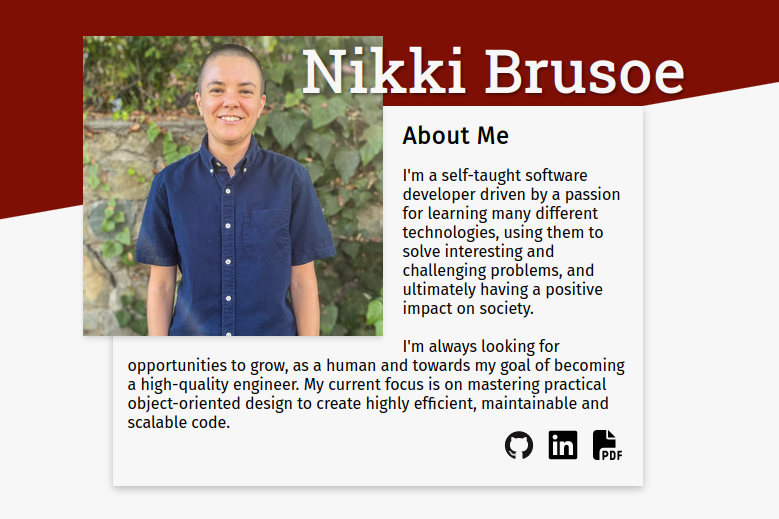 Nikki Brusoe
About Me
I'm a self-taught software
developer driven by a passion
for learning many different
technologies, using them to
solve interesting and
challenging problems, and
ultimately having a positive
impact on society.
I'm always looking for
opportunities to grow, as a human and towards my goal of becoming
a high-quality engineer. My current focus is on mastering practical
object-oriented design to create highly efficient, maintainable and
scalable code.
in
PDF